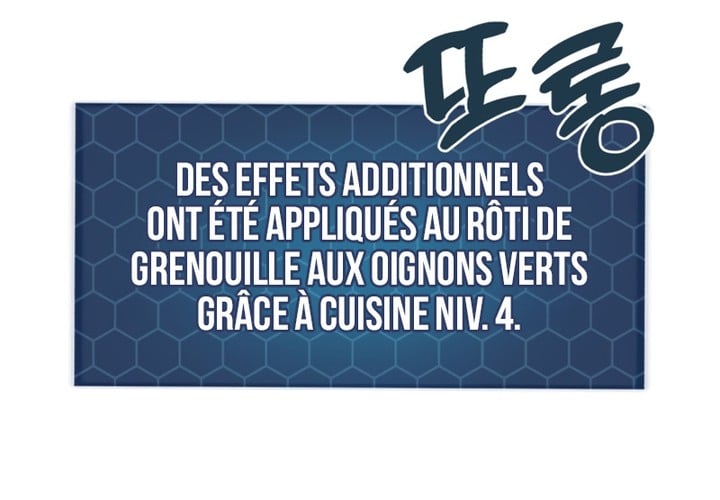 또롱
DES EFFETS ADDITIONNELS
ONT ÉTÉ APPLIQUÉS AU RÔTI DE
GRENOUILLE AUX OIGNONS VERTS
GRÂCE À CUISINE NIV. 4.